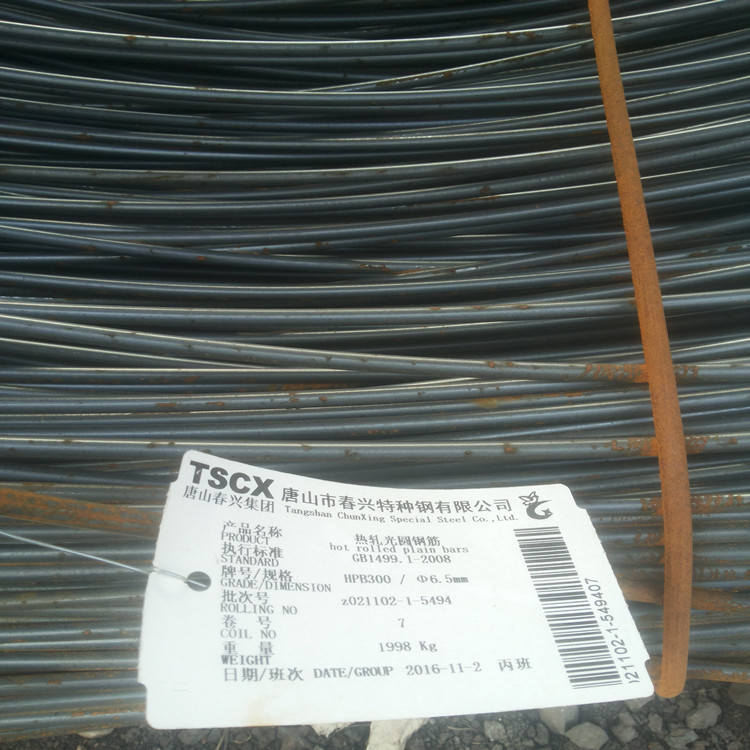 TSCX
唐山春兴集团
唐山市春兴特种钢有限公司
Tangshan ChunXing Special Steel Co.,Ltd.
产品名称 热轧光圆钢筋
PRODUCT hot rolled plain bars
执行标准
STANDARD GB1499.1-2008
牌号/规格
GRADE/DIMENSION HPB300 / Φ6.5mm
批次号
ROLLING NO z021102-1-5494
卷 号 7
COIL NO
重 量 1998 Kg
WEIGHT
日期/班次 DATE/GROUP 2016-11-2 丙班
021102-1-549407